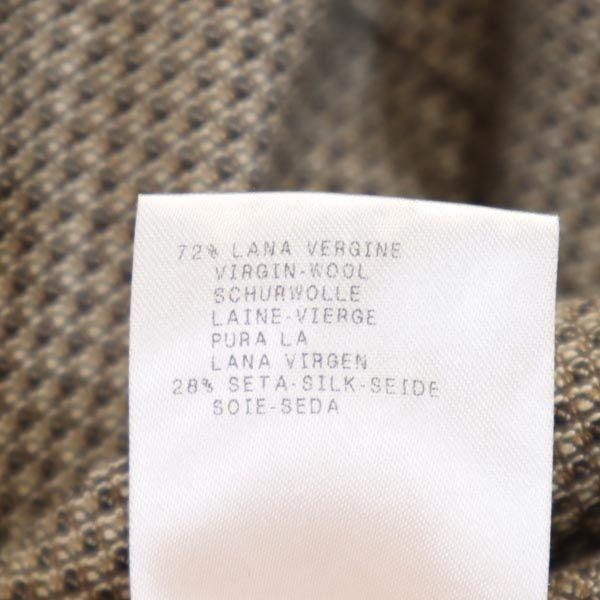 72% LANA VERGINE
VIRGIN-WOOL
SCHURWOLLE
LAINE-VIERGE
PURA LA
LANA VIRGEN
28% SETA-SILK-SEIDE
SOIE-SEDA